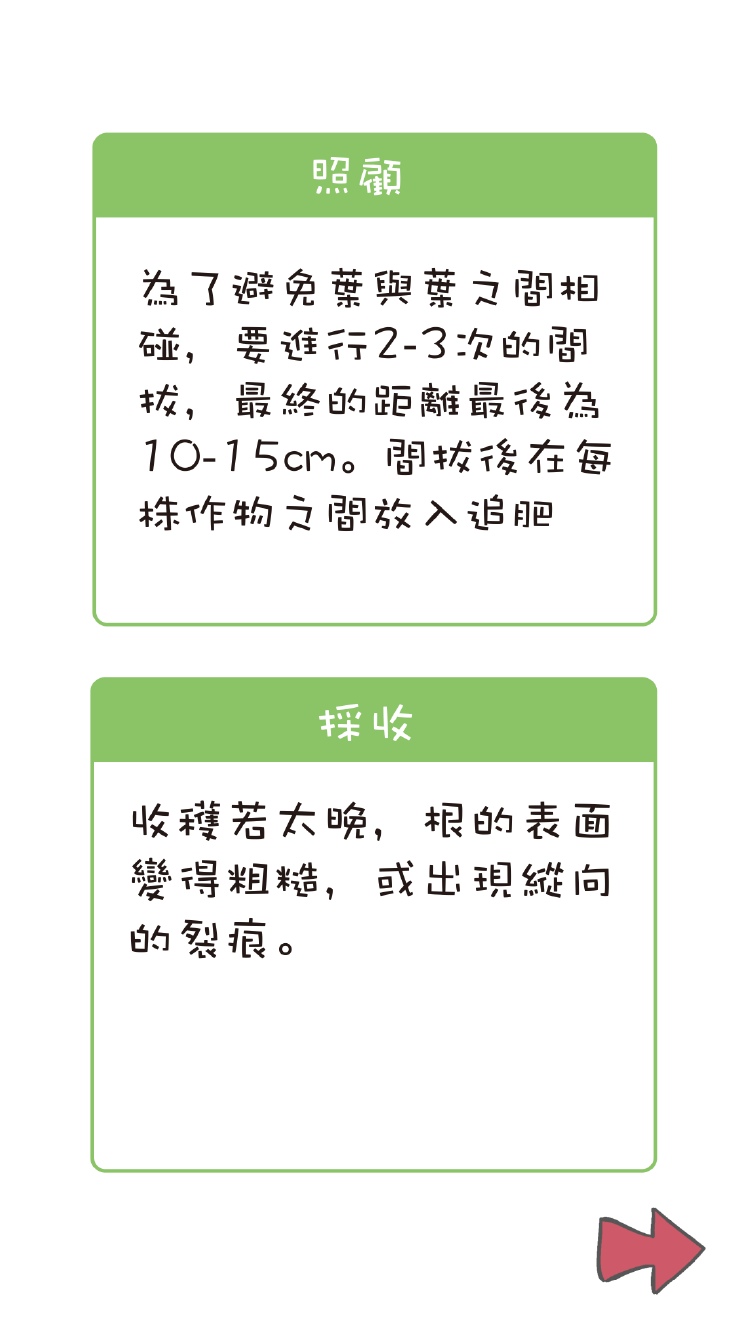 照顧
為了避免葉與葉之間相
碰，要進行2-3次的間
拔，最終的距離最後為
10-15cm。間拔後在每
株作物之間放入追肥
採收
收穫若太晚，根的表面
變得粗糙，或出現縱向
的裂痕。